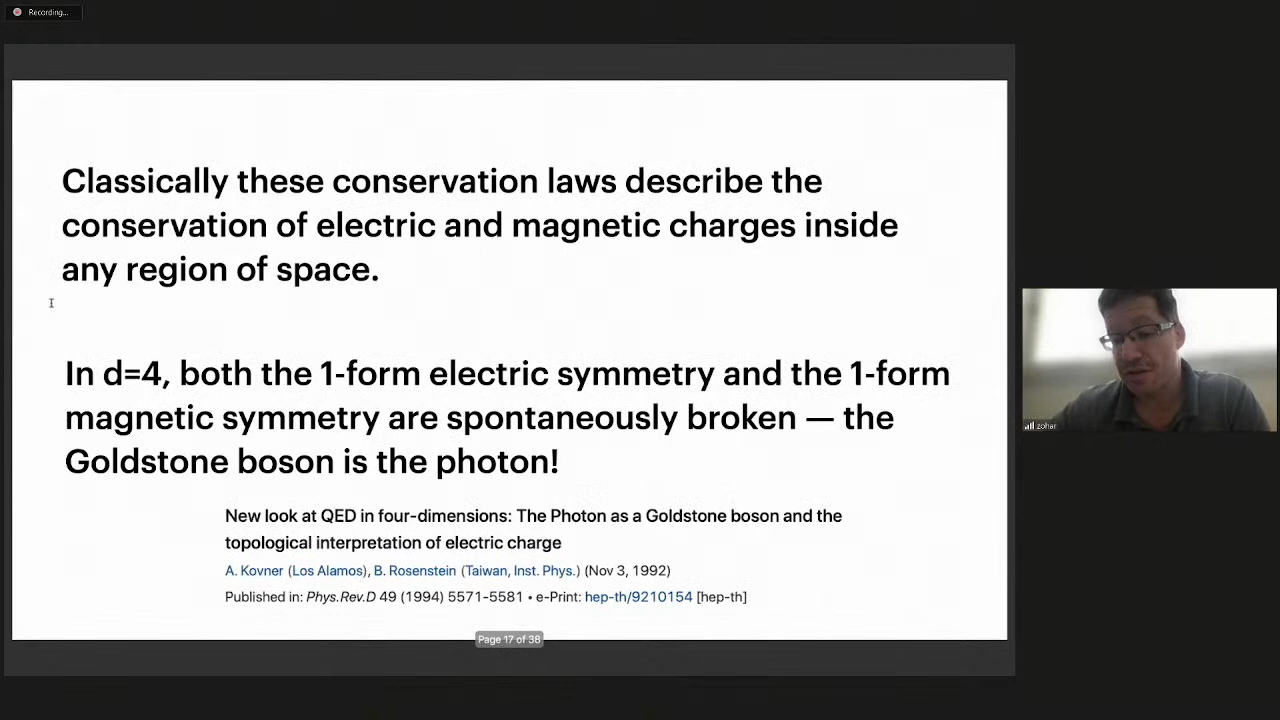 Recording...
Classically these conservation laws describe the
conservation of electric and magnetic charges inside
any region of space.
In d=4, both the 1-form electric symmetry and the 1-form
magnetic symmetry are spontaneously broken — the
Goldstone boson is the photon!
New look at QED in four-dimensions: The Photon as a Goldstone boson and the
topological interpretation of electric charge
A. Kovner (Los Alamos), B. Rosenstein (Taiwan, Inst. Phys.) (Nov 3, 1992)
Published in: Phys.Rev.D 49 (1994) 5571-5581 • e-Print: hep-th/9210154 [hep-th]
Page 17 of 38
zohar